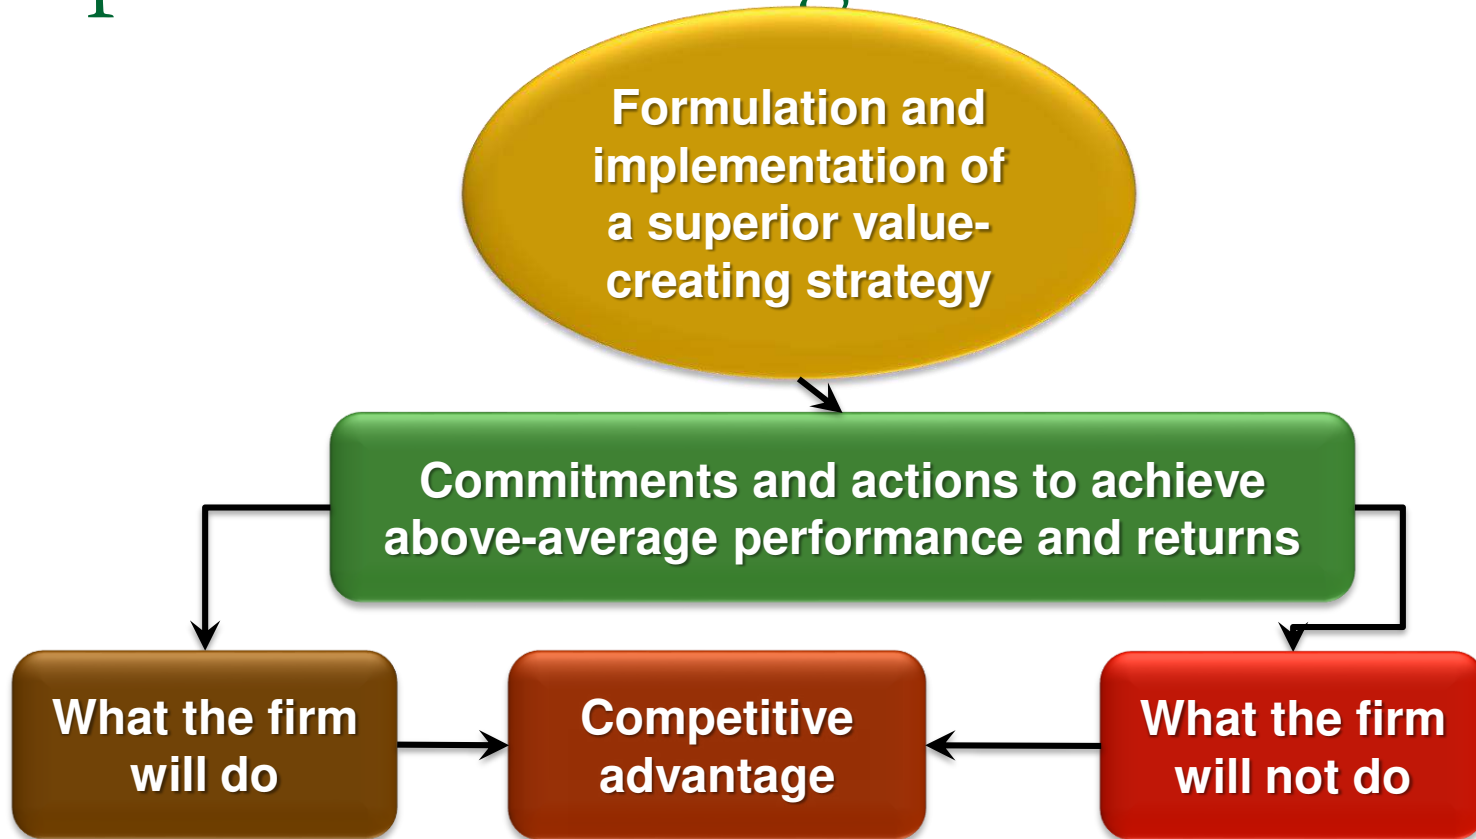 Formulation and
implementation of
a superior value-
creating strategy
Commitments and actions to achieve
above-average performance and returns
What the firm
will do
Competitive
advantage
What the firm
will not do